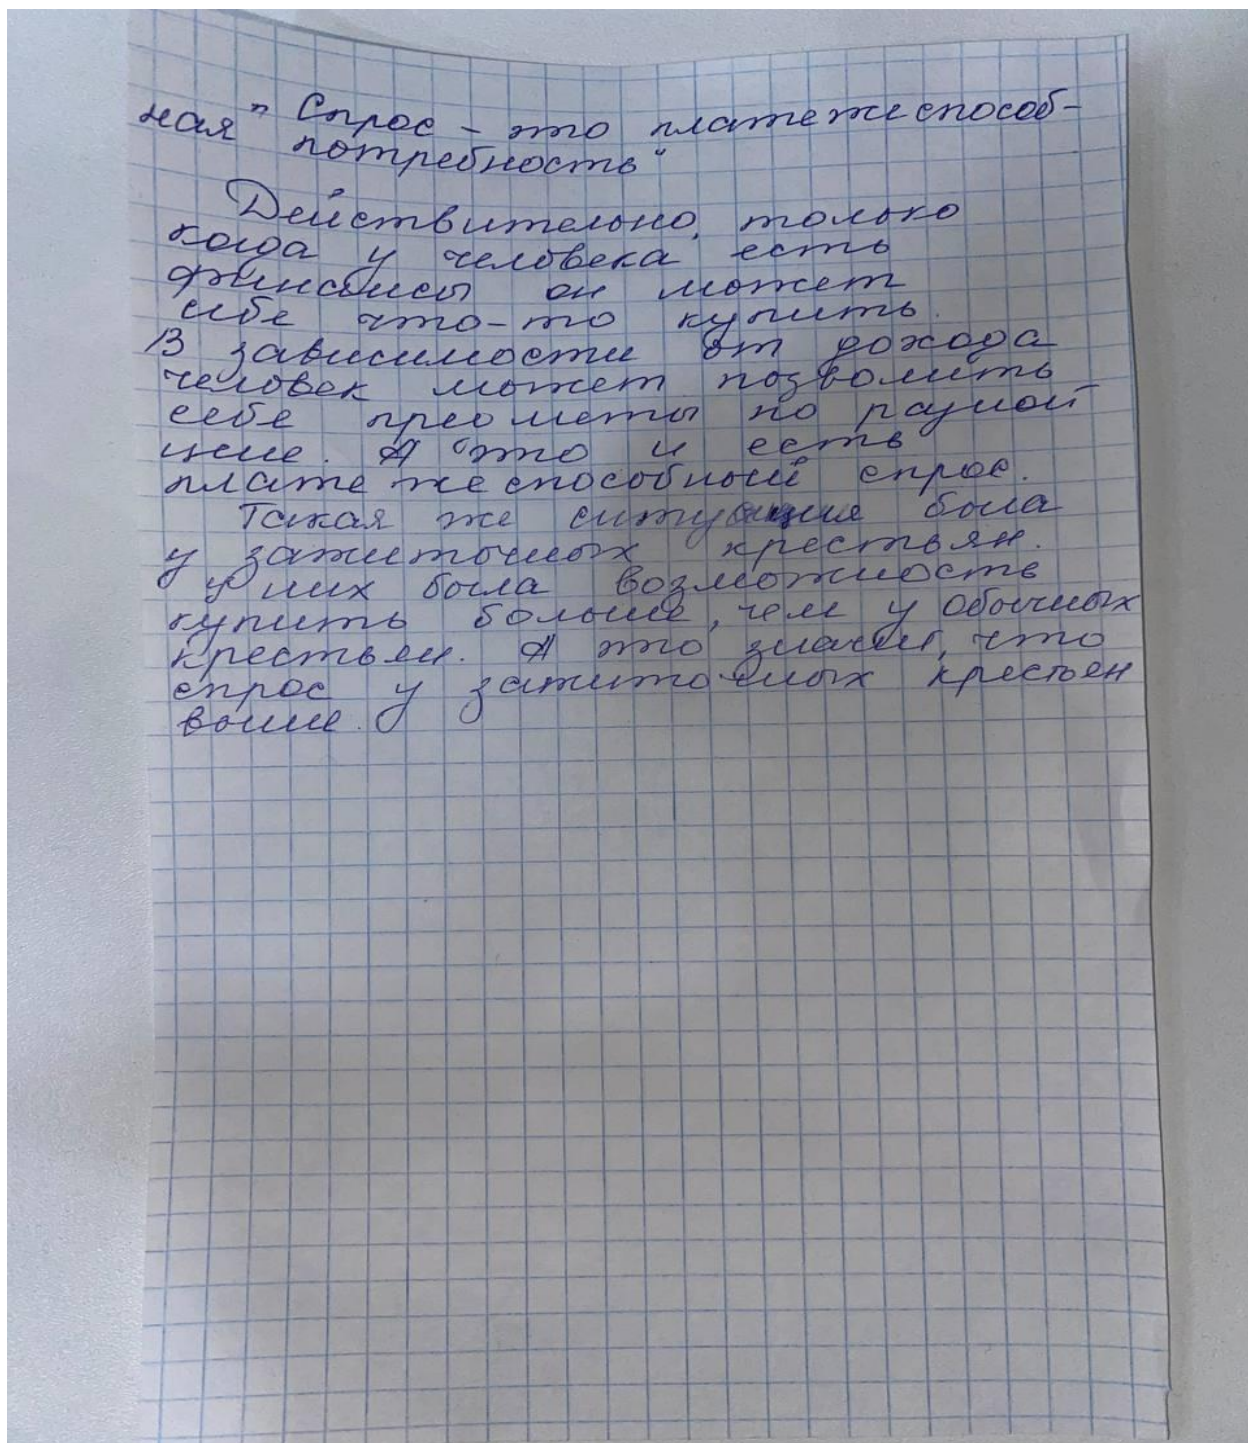 " Спрос – это платежеспособ-
ная потребность"
Действительно, только
когда у человека есть
финансы он может
себе что-то купить.
В зависимости от дохода
человек может позволить
себе предметы по разной
цене. А это и есть
платежеспособный спрос.
Такая же ситуация была
у зажиточных крестьян.
У них была возможность
купить больше, чем у обычных
крестьян. А это значит, что
спрос у зажиточных крестьен
выше.